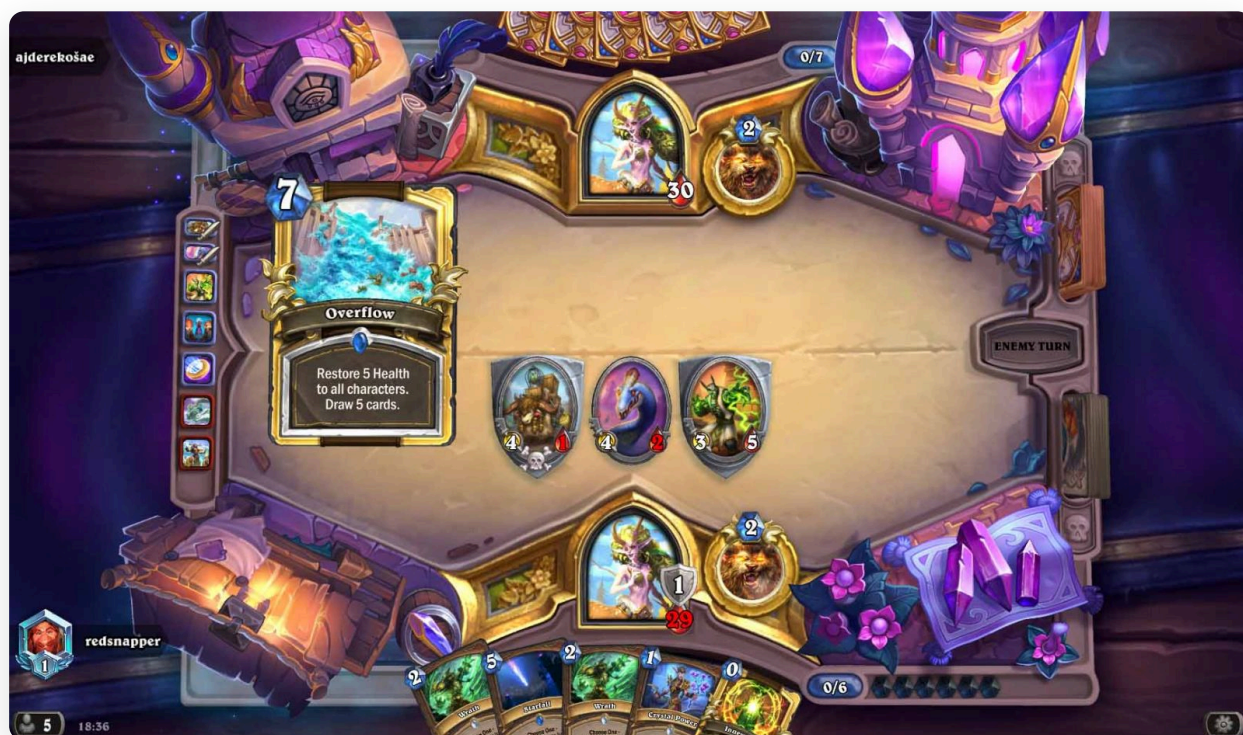 ajderekošae
0/7
2
30
7
Overflow
Restore 5 Health
to all characters.
Draw 5 cards.
ENEMY TURN
4
1
4
2
3
5
2
1
29
redsnapper
1
2
Wrath
5
Starfall
2
Wrath
1
Crystal Power
0
0/6
5
18:36